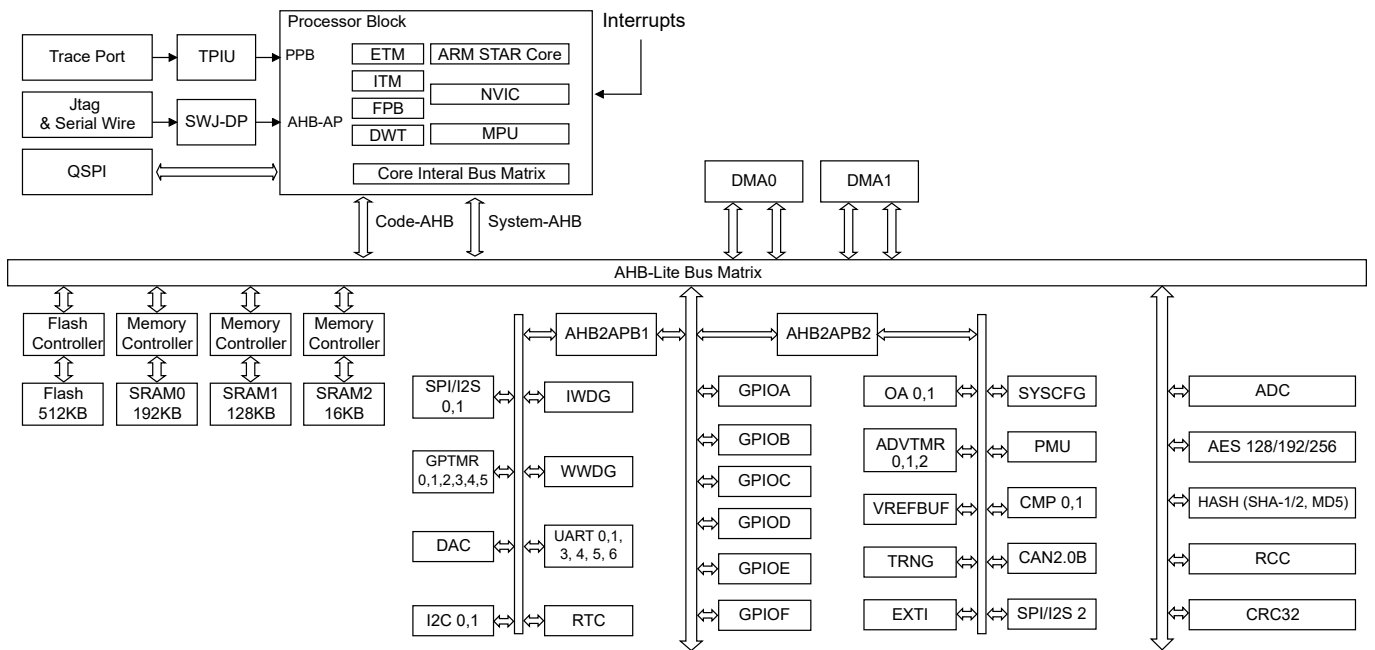 Processor Block
Interrupts
Trace Port
TPIU
PPB
ETM
ARM STAR Core
ITM
NVIC
Jtag
& Serial Wire
SWJ-DP
AHB-AP
FPB
DWT
MPU
QSPI
Core Interal Bus Matrix
DMA0
DMA1
Code-AHB
System-AHB
AHB-Lite Bus Matrix
Flash
Controller
Memory
Controller
Memory
Controller
Memory
Controller
AHB2APB1
AHB2APB2
Flash
512KB
SRAM0
192KB
SRAM1
128KB
SRAM2
16KB
SPI/I2S
0,1
IWDG
GPIOA
OA 0,1
SYSCFG
ADC
GPTMR
0,1,2,3,4,5
WWDG
GPIOB
ADVTMR
0,1,2
PMU
AES 128/192/256
GPIOC
DAC
UART 0,1,
3, 4, 5, 6
GPIOD
VREFBUF
CMP 0,1
HASH (SHA-1/2, MD5)
GPIOE
TRNG
CAN2.0B
RCC
I2C 0,1
RTC
GPIOF
EXTI
SPI/I2S 2
CRC32